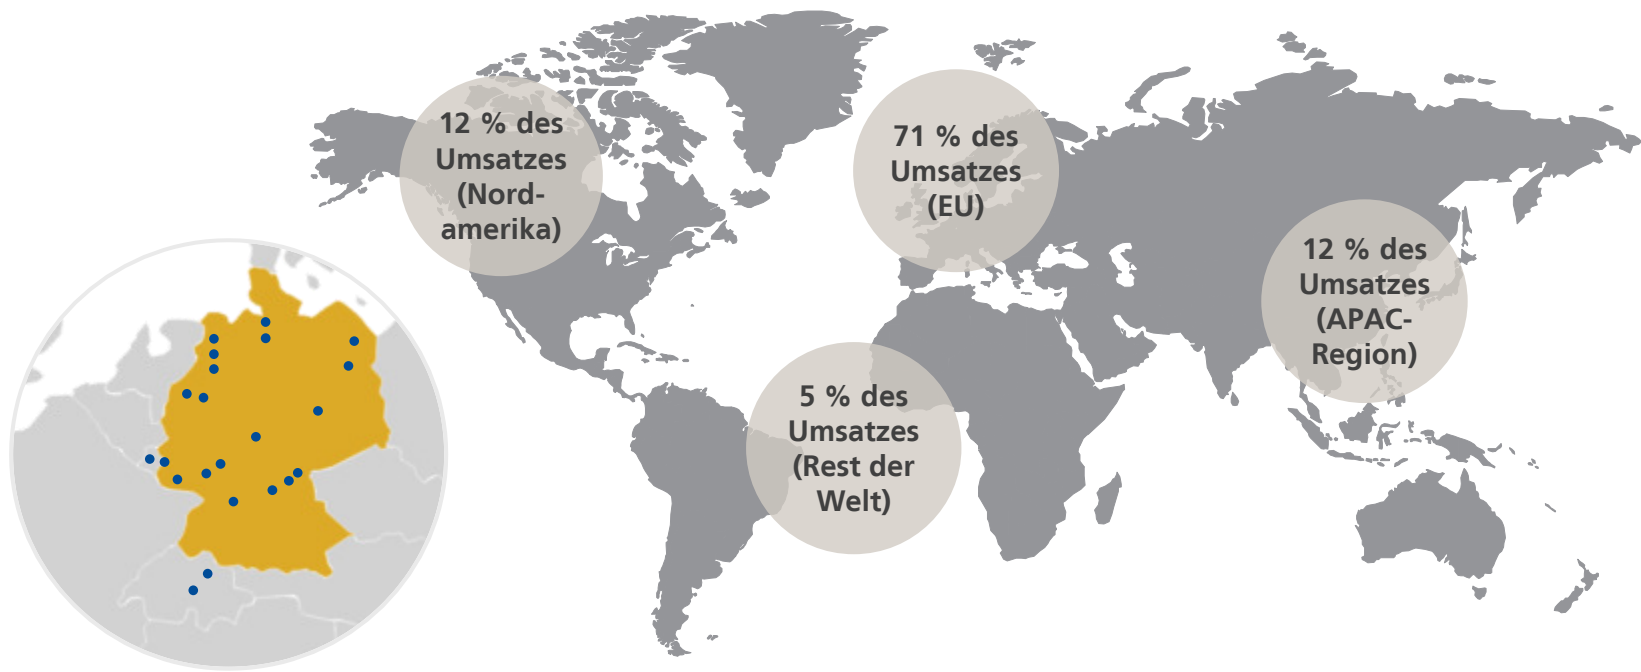 12 % des
Umsatzes
(Nord-
amerika)
71 % des
Umsatzes
(EU)
12 % des
Umsatzes
(APAC-
Region)
5 % des
Umsatzes
(Rest der
Welt)